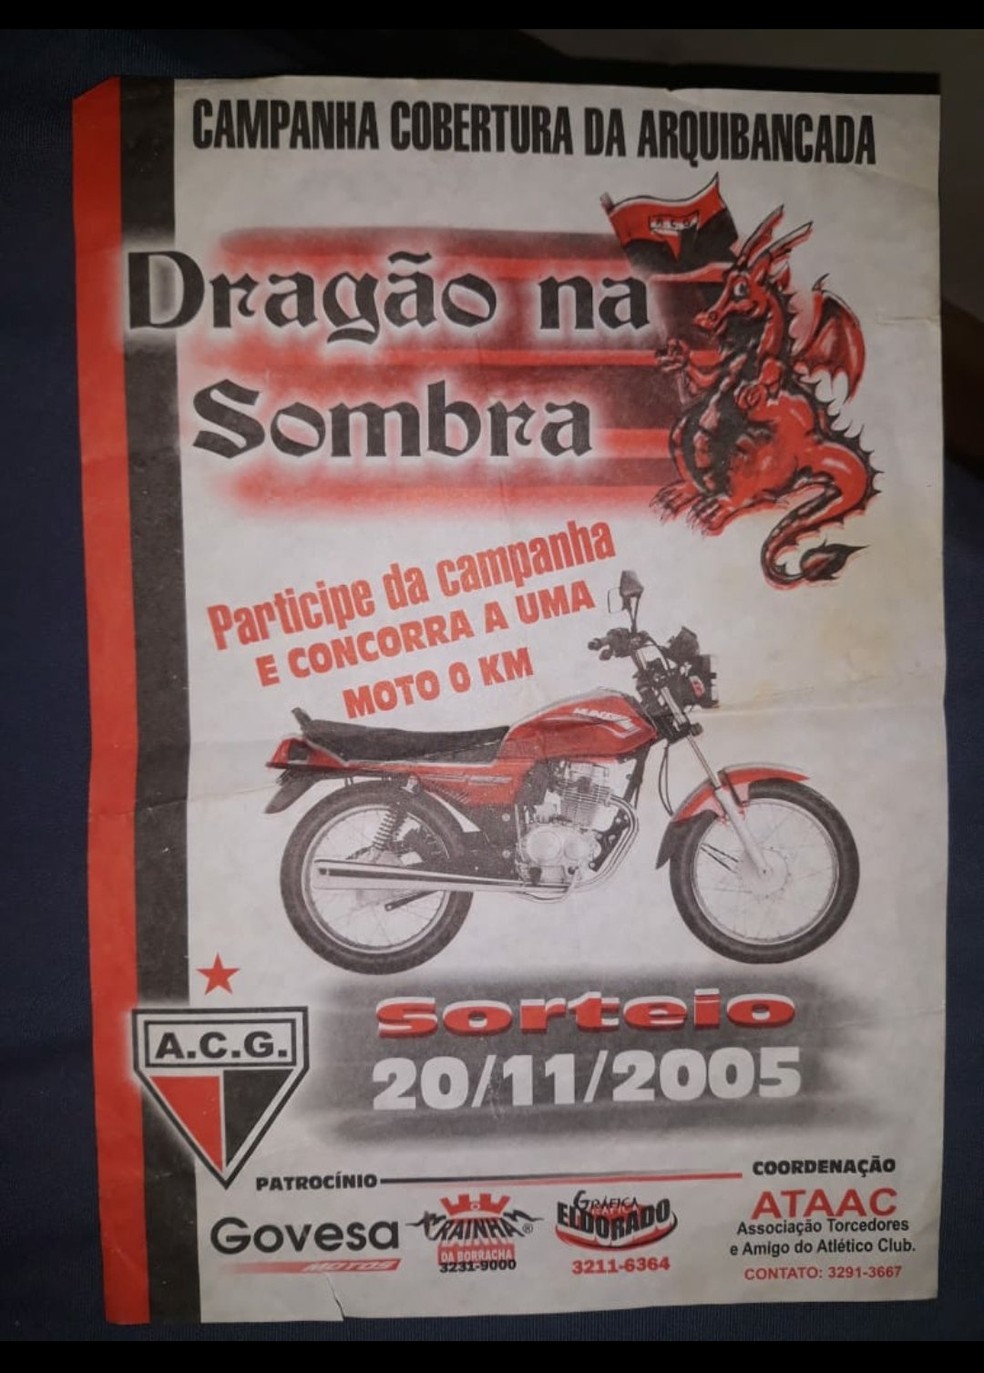 CAMPANHA COBERTURA DA ARQUIBANCADA
A.C.G
Dragão na
Sombra
Participe da campanha
E CONCORRA A UMA
MOTO 0 KM
HUNTER
A.C.G.
Sorteio
20/11/2005
PATROCÍNIO
COORDENAÇÃO
Govesa
MOTOS
A RAINHA ®
DA BORRACHA
3231-9000
GRÁFICA
ELDORADO
3211-6364
ATAAC
Associação Torcedores
e Amigo do Atlético Club.
CONTATO: 3291-3667